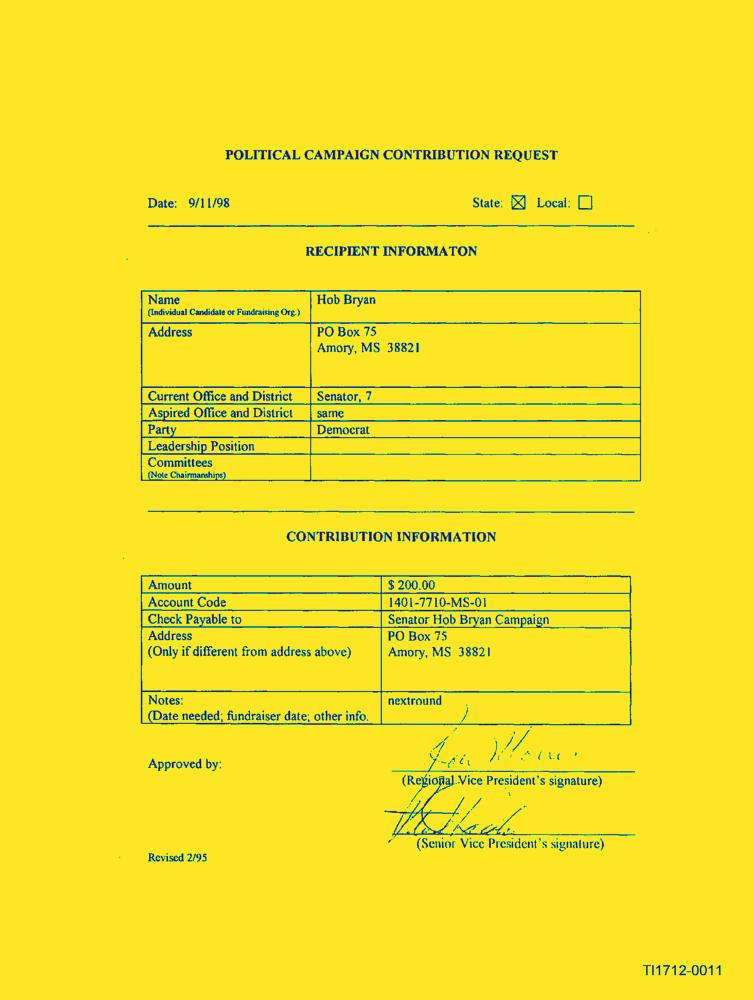 POLITICAL CAMPAIGN CONTRIBUTION REQUEST
Date: 9/11/98 State: ☒ Local: ☐
RECIPIENT INFORMATON
Name Hob Bryan
(Individual Candidate or Fundraising Org.)
Address PO Box 75
Amory, MS 38821
Current Office and District Senator, 7
Aspired Office and District same
Party Democrat
Leadership Position
Committees
(Note Chairmanships)
CONTRIBUTION INFORMATION
Amount $ 200.00
Account Code 1401-7710-MS-01
Check Payable to Senator Hob Bryan Campaign
Address PO Box 75
(Only if different from address above) Amory, MS 38821
Notes: nextround
(Date needed; fundraiser date; other info.
Approved by:
(Regional Vice President's signature)
(Senior Vice President's signature)
Revised 2/95
TI1712-0011